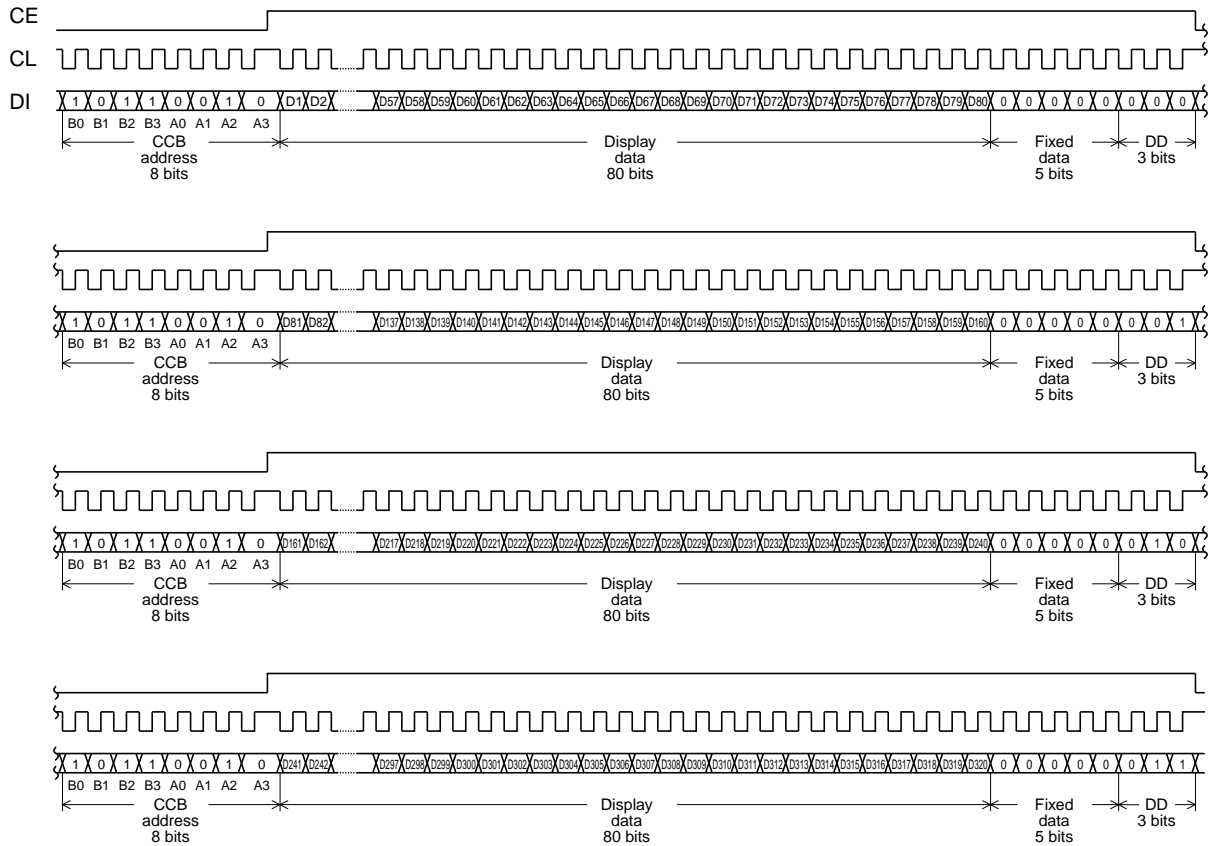 CE
CL
DI
1 0 1 1 0 0 1 0 D1 D2 D57 D58 D59 D60 D61 D62 D63 D64 D65 D66 D67 D68 D69 D70 D71 D72 D73 D74 D75 D76 D77 D78 D79 D80 0 0 0 0 0 0 0 0
B0 B1 B2 B3 A0 A1 A2 A3
CCB address 8 bits
Display data 80 bits
Fixed data 5 bits
DD 3 bits
1 0 1 1 0 0 1 0 D81 D82 D137 D138 D139 D140 D141 D142 D143 D144 D145 D146 D147 D148 D149 D150 D151 D152 D153 D154 D155 D156 D157 D158 D159 D160 0 0 0 0 0 0 0 1
B0 B1 B2 B3 A0 A1 A2 A3
CCB address 8 bits
Display data 80 bits
Fixed data 5 bits
DD 3 bits
1 0 1 1 0 0 1 0 D161 D162 D217 D218 D219 D220 D221 D222 D223 D224 D225 D226 D227 D228 D229 D230 D231 D232 D233 D234 D235 D236 D237 D238 D239 D240 0 0 0 0 0 0 1 0
B0 B1 B2 B3 A0 A1 A2 A3
CCB address 8 bits
Display data 80 bits
Fixed data 5 bits
DD 3 bits
1 0 1 1 0 0 1 0 D241 D242 D297 D298 D299 D300 D301 D302 D303 D304 D305 D306 D307 D308 D309 D310 D311 D312 D313 D314 D315 D316 D317 D318 D319 D320 0 0 0 0 0 0 1 1
B0 B1 B2 B3 A0 A1 A2 A3
CCB address 8 bits
Display data 80 bits
Fixed data 5 bits
DD 3 bits